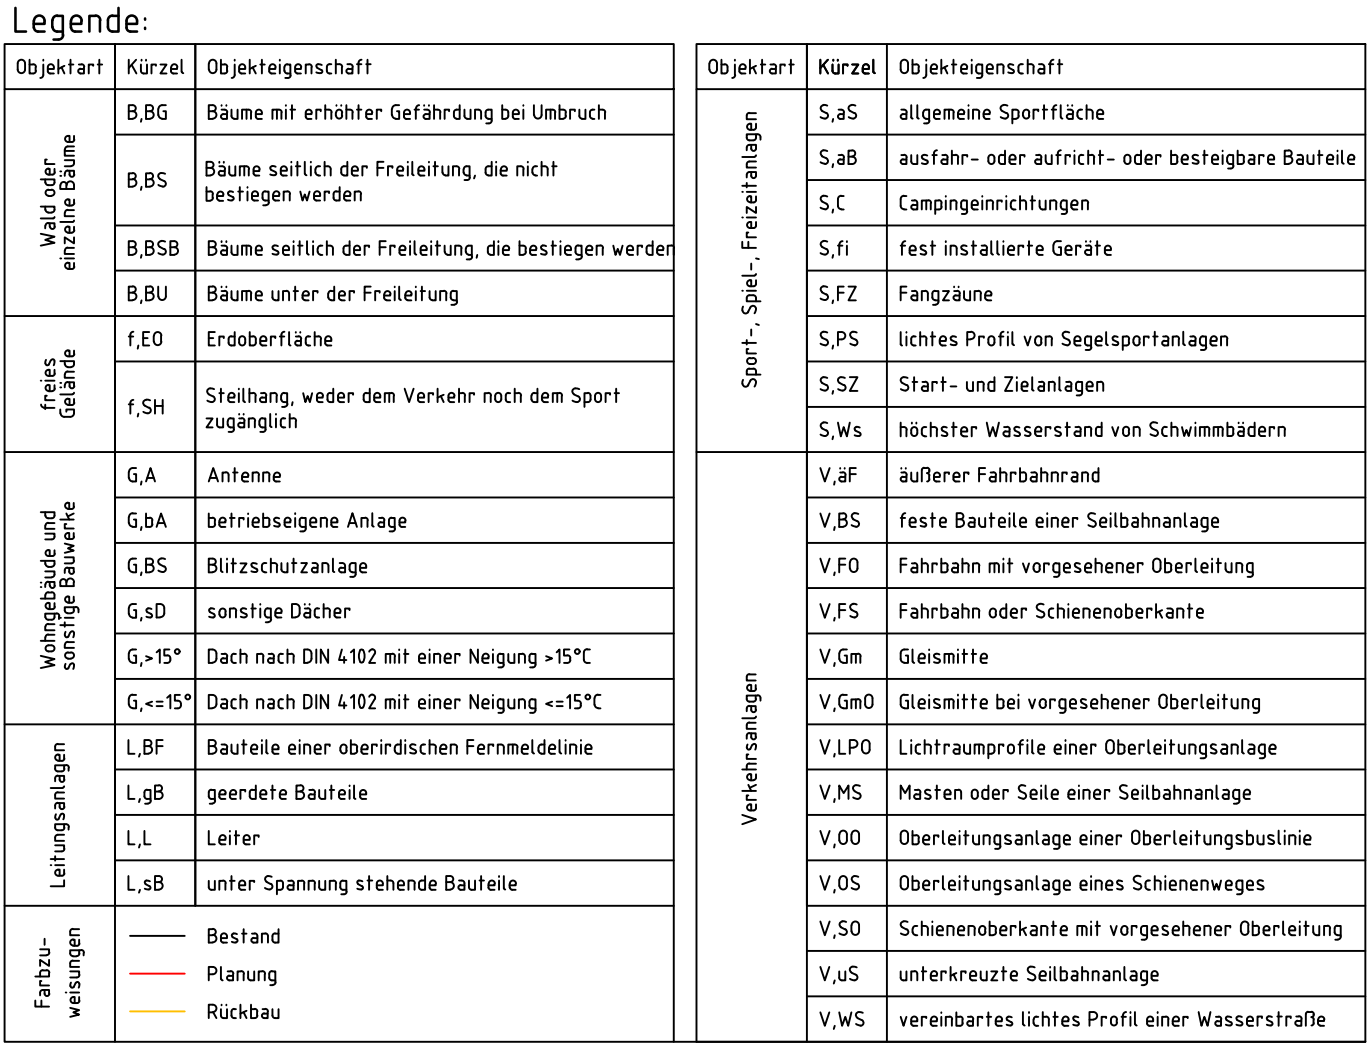 Legende:
Objektart Kürzel Objekteigenschaft
Wald oder
einzelne Bäume
B,BG Bäume mit erhöhter Gefährdung bei Umbruch
B,BS Bäume seitlich der Freileitung, die nicht
bestiegen werden
B,BSB Bäume seitlich der Freileitung, die bestiegen werden
B,BU Bäume unter der Freileitung
freies
Gelände
f,EO Erdoberfläche
f,SH Steilhang, weder dem Verkehr noch dem Sport
zugänglich
Wohngebäude und
sonstige Bauwerke
G,A Antenne
G,bA betriebseigene Anlage
G,BS Blitzschutzanlage
G,sD sonstige Dächer
G,>15° Dach nach DIN 4102 mit einer Neigung >15°C
G,<=15° Dach nach DIN 4102 mit einer Neigung <=15°C
Leitungsanlagen
L,BF Bauteile einer oberirdischen Fernmeldelinie
L,gB geerdete Bauteile
L,L Leiter
L,sB unter Spannung stehende Bauteile
Farbzu-
weisungen
Bestand
Planung
Rückbau
Objektart Kürzel Objekteigenschaft
Sport-, Spiel-, Freizeitanlagen
S,aS allgemeine Sportfläche
S,aB ausfahr- oder aufricht- oder besteigbare Bauteile
S,C Campingeinrichtungen
S,fi fest installierte Geräte
S,FZ Fangzäune
S,PS lichtes Profil von Segelsportanlagen
S,SZ Start- und Zielanlagen
S,Ws höchster Wasserstand von Schwimmbädern
Verkehrsanlagen
V,äF äußerer Fahrbahnrand
V,BS feste Bauteile einer Seilbahnanlage
V,FO Fahrbahn mit vorgesehener Oberleitung
V,FS Fahrbahn oder Schienenoberkante
V,Gm Gleismitte
V,GmO Gleismitte bei vorgesehener Oberleitung
V,LPO Lichtraumprofile einer Oberleitungsanlage
V,MS Masten oder Seile einer Seilbahnanlage
V,OO Oberleitungsanlage einer Oberleitungsbuslinie
V,OS Oberleitungsanlage eines Schienenweges
V,SO Schienenoberkante mit vorgesehener Oberleitung
V,uS unterkreuzte Seilbahnanlage
V,WS vereinbartes lichtes Profil einer Wasserstraße